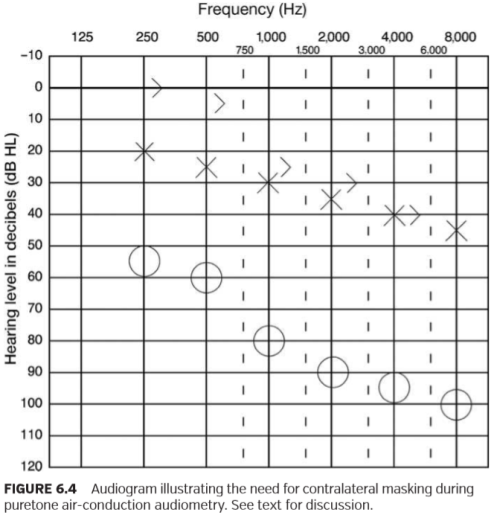 Frequency (Hz)
125 250 500 1,000 2,000 4,000 8,000
750 1,500 3.000 6.000
Hearing level in decibels (dB HL)
–10
0
10
20
30
40
50
60
70
80
90
100
110
120
FIGURE 6.4 Audiogram illustrating the need for contralateral masking during
puretone air-conduction audiometry. See text for discussion.